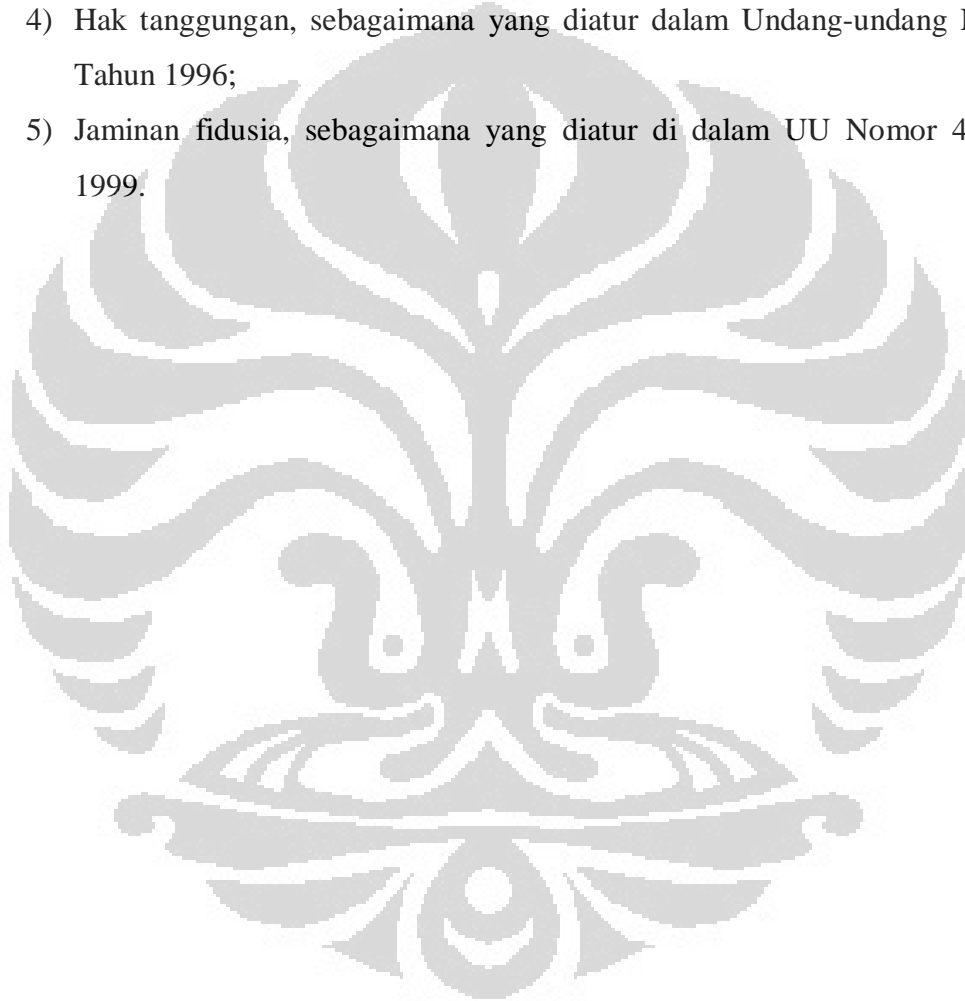 4) Hak tanggungan, sebagaimana yang diatur dalam Undang-undang
Tahun 1996;
5) Jaminan fidusia, sebagaimana yang diatur di dalam UU Nomor 4
1999.